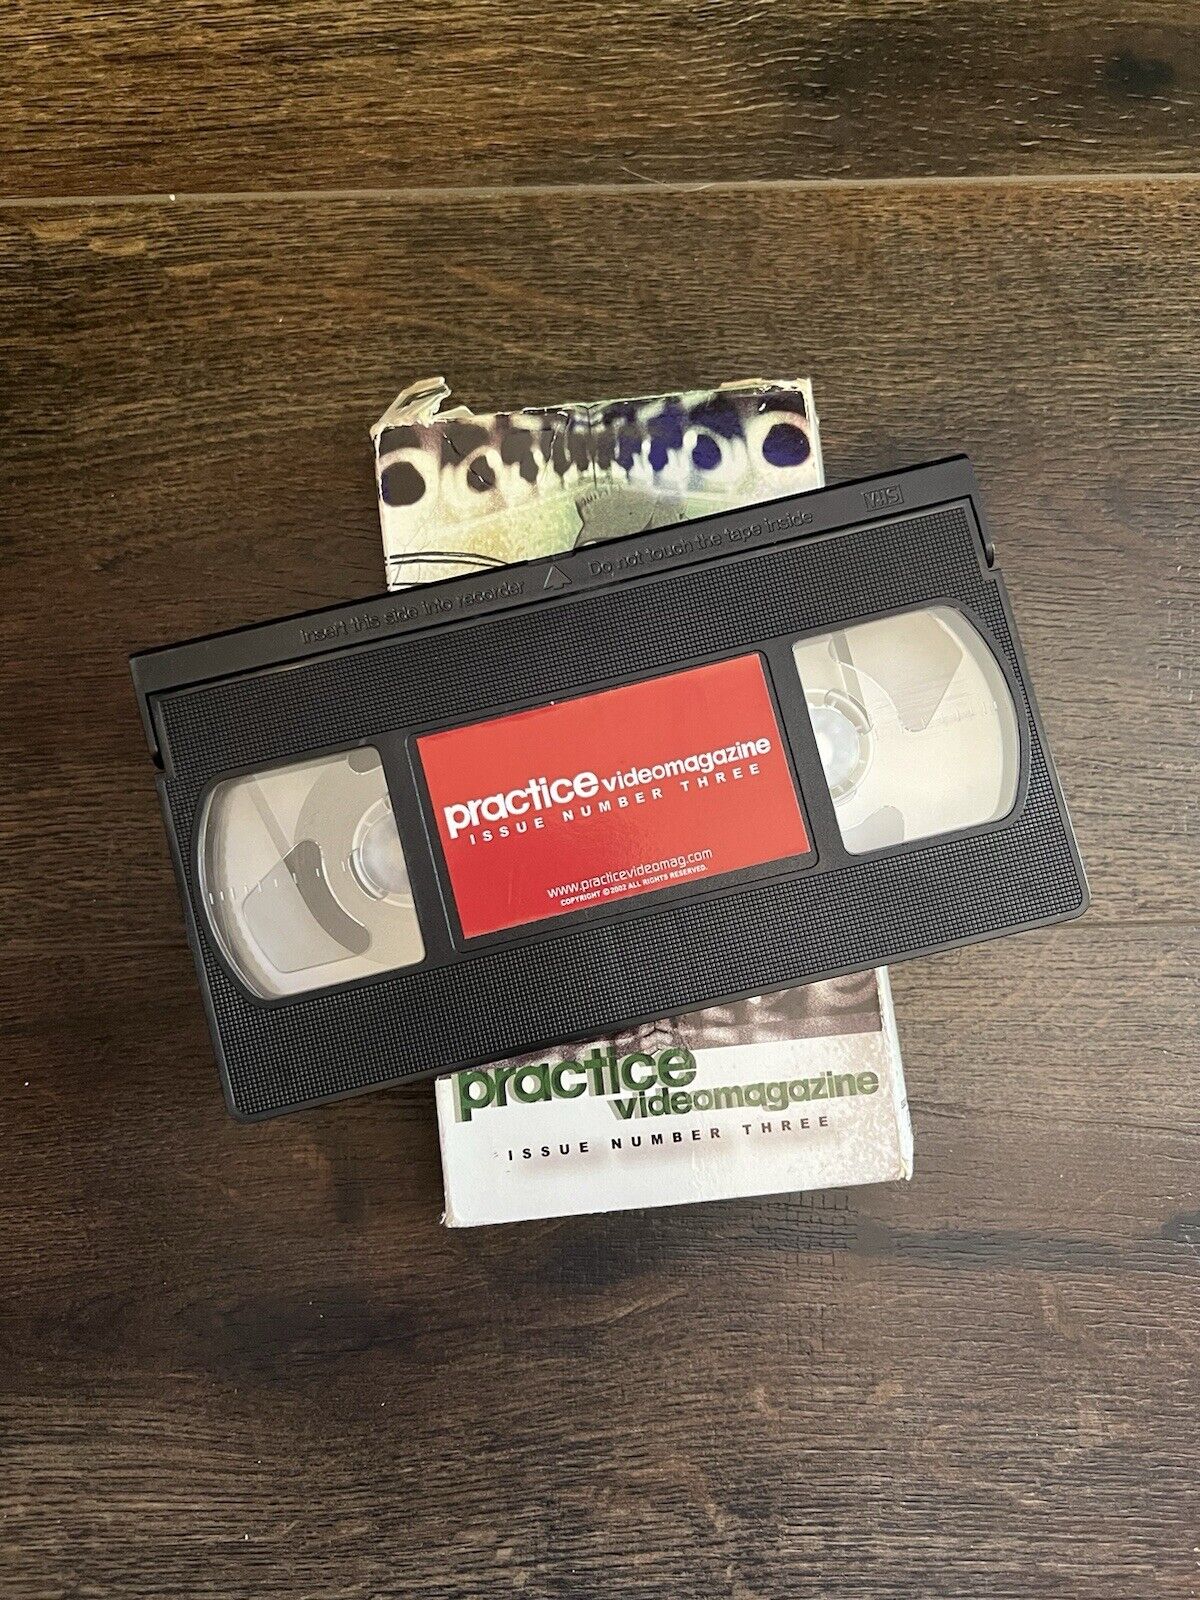 VHS
Insert this side into recorder
Do not touch the tape inside
practice videomagazine
ISSUE NUMBER THREE
www.practicevideomag.com
COPYRIGHT © 2002 ALL RIGHTS RESERVED.
practice
videomagazine
ISSUE NUMBER THREE